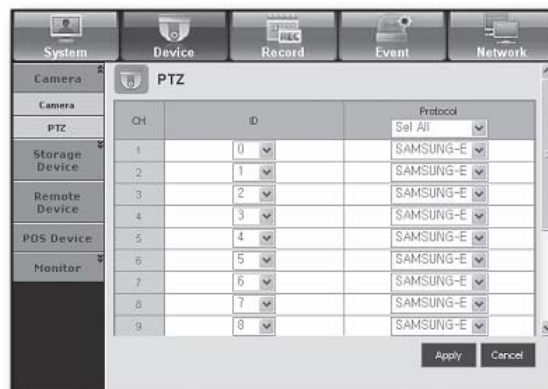 REC
System Device Record Event Network
Camera
Camera
PTZ
Storage
Device
Remote
Device
POS Device
Monitor
PTZ
CH ID Protocol
Sel All
1 0 SAMSUNG-E
2 1 SAMSUNG-E
3 2 SAMSUNG-E
4 3 SAMSUNG-E
5 4 SAMSUNG-E
6 5 SAMSUNG-E
7 6 SAMSUNG-E
8 7 SAMSUNG-E
9 8 SAMSUNG-E
Apply Cancel